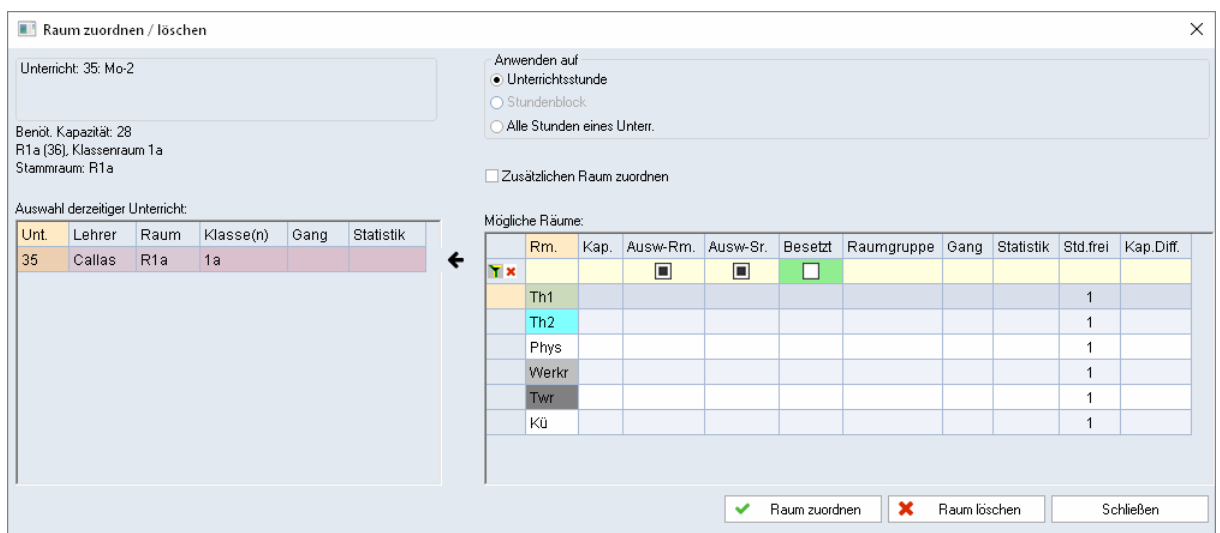 Raum zuordnen / löschen
Unterricht: 35: Mo-2
Benöt. Kapazität: 28
R1a (36), Klassenraum 1a
Stammraum: R1a
Auswahl derzeitiger Unterricht:
Unt. Lehrer Raum Klasse(n) Gang Statistik
35 Callas R1a 1a
Anwenden auf
Unterrichtsstunde
Stundenblock
Alle Stunden eines Unterr.
Zusätzlichen Raum zuordnen
Mögliche Räume:
Rm. Kap. Ausw-Rm. Ausw-Sr. Besetzt Raumgruppe Gang Statistik Std.frei Kap.Diff.
Th1 1
Th2 1
Phys 1
Werkr 1
Twr 1
Kü 1
Raum zuordnen Raum löschen Schließen